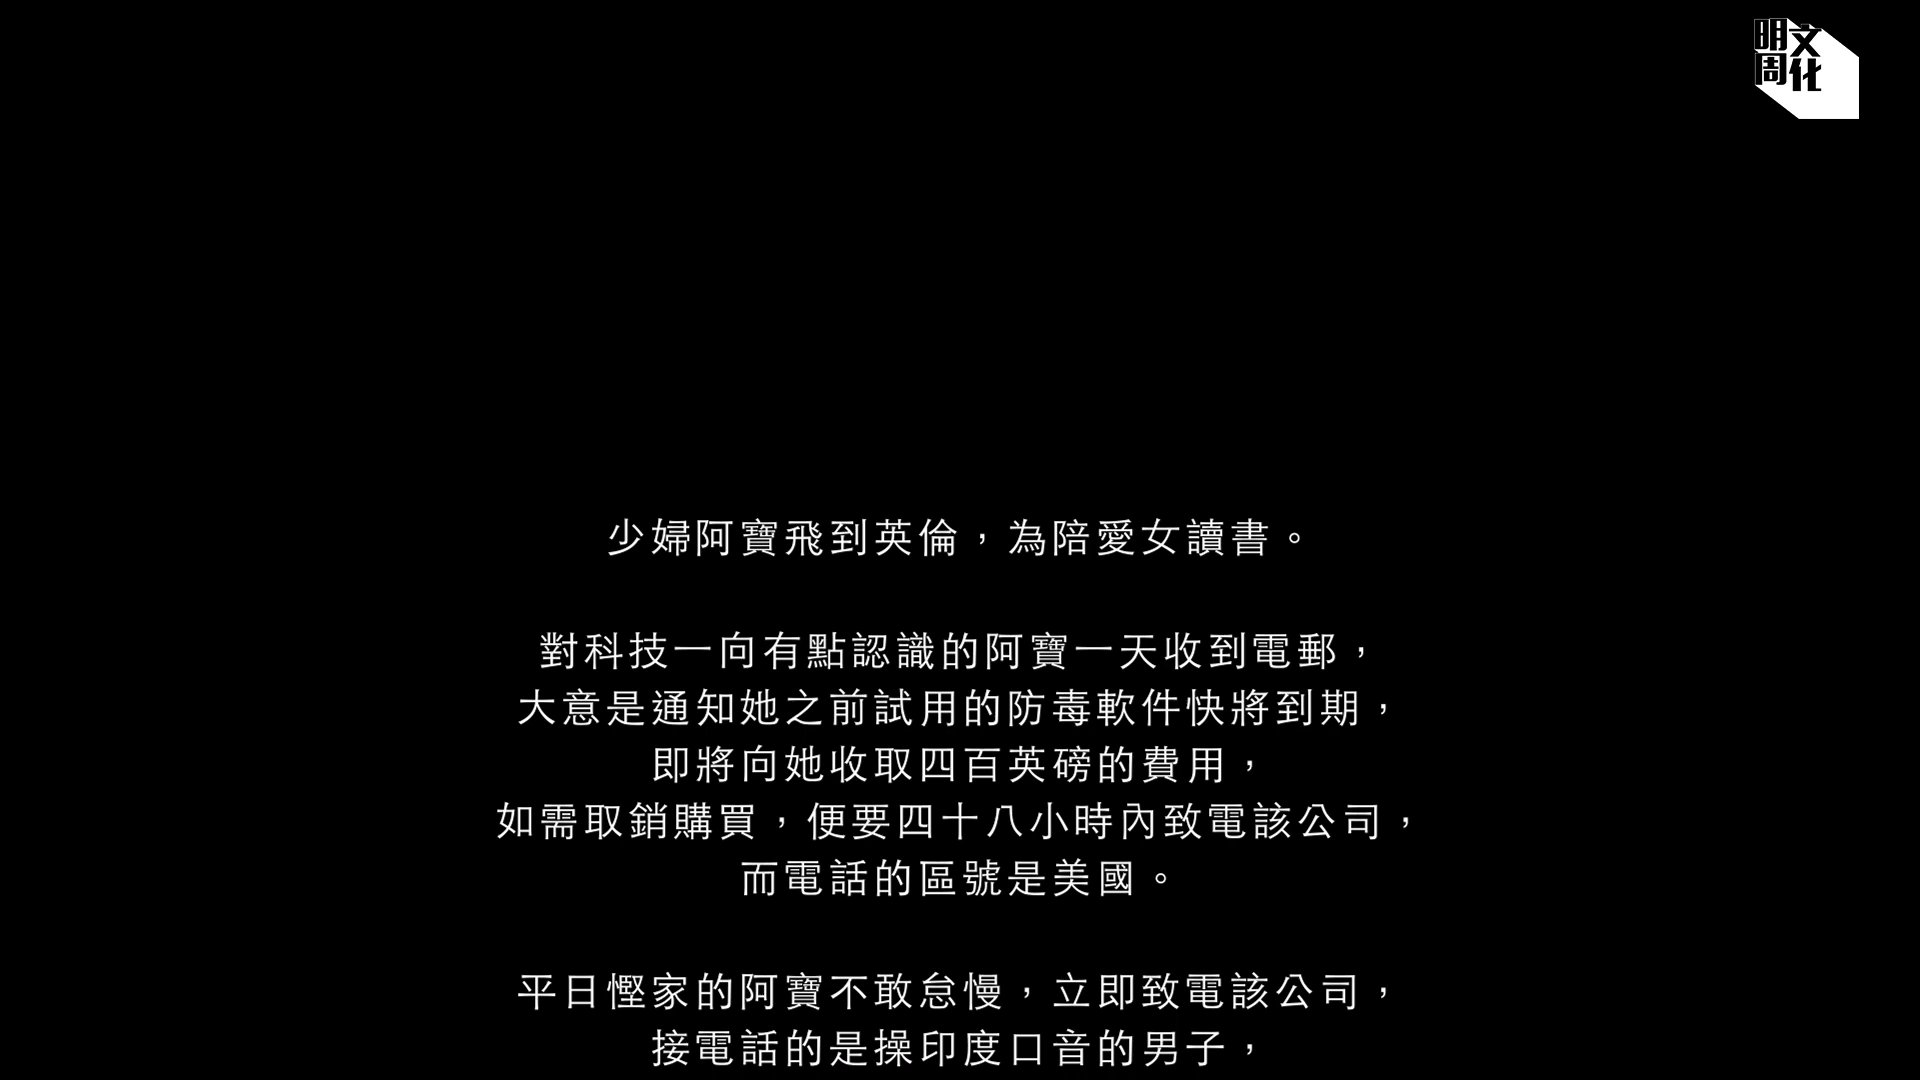 明文
周化
少婦阿寶飛到英倫，為陪愛女讀書。
對科技一向有點認識的阿寶一天收到電郵，
大意是通知她之前試用的防毒軟件快將到期，
即將向她收取四百英磅的費用，
如需取銷購買，便要四十八小時內致電該公司，
而電話的區號是美國。
平日慳家的阿寶不敢怠慢，立即致電該公司，
接電話的是操印度口音的男子，